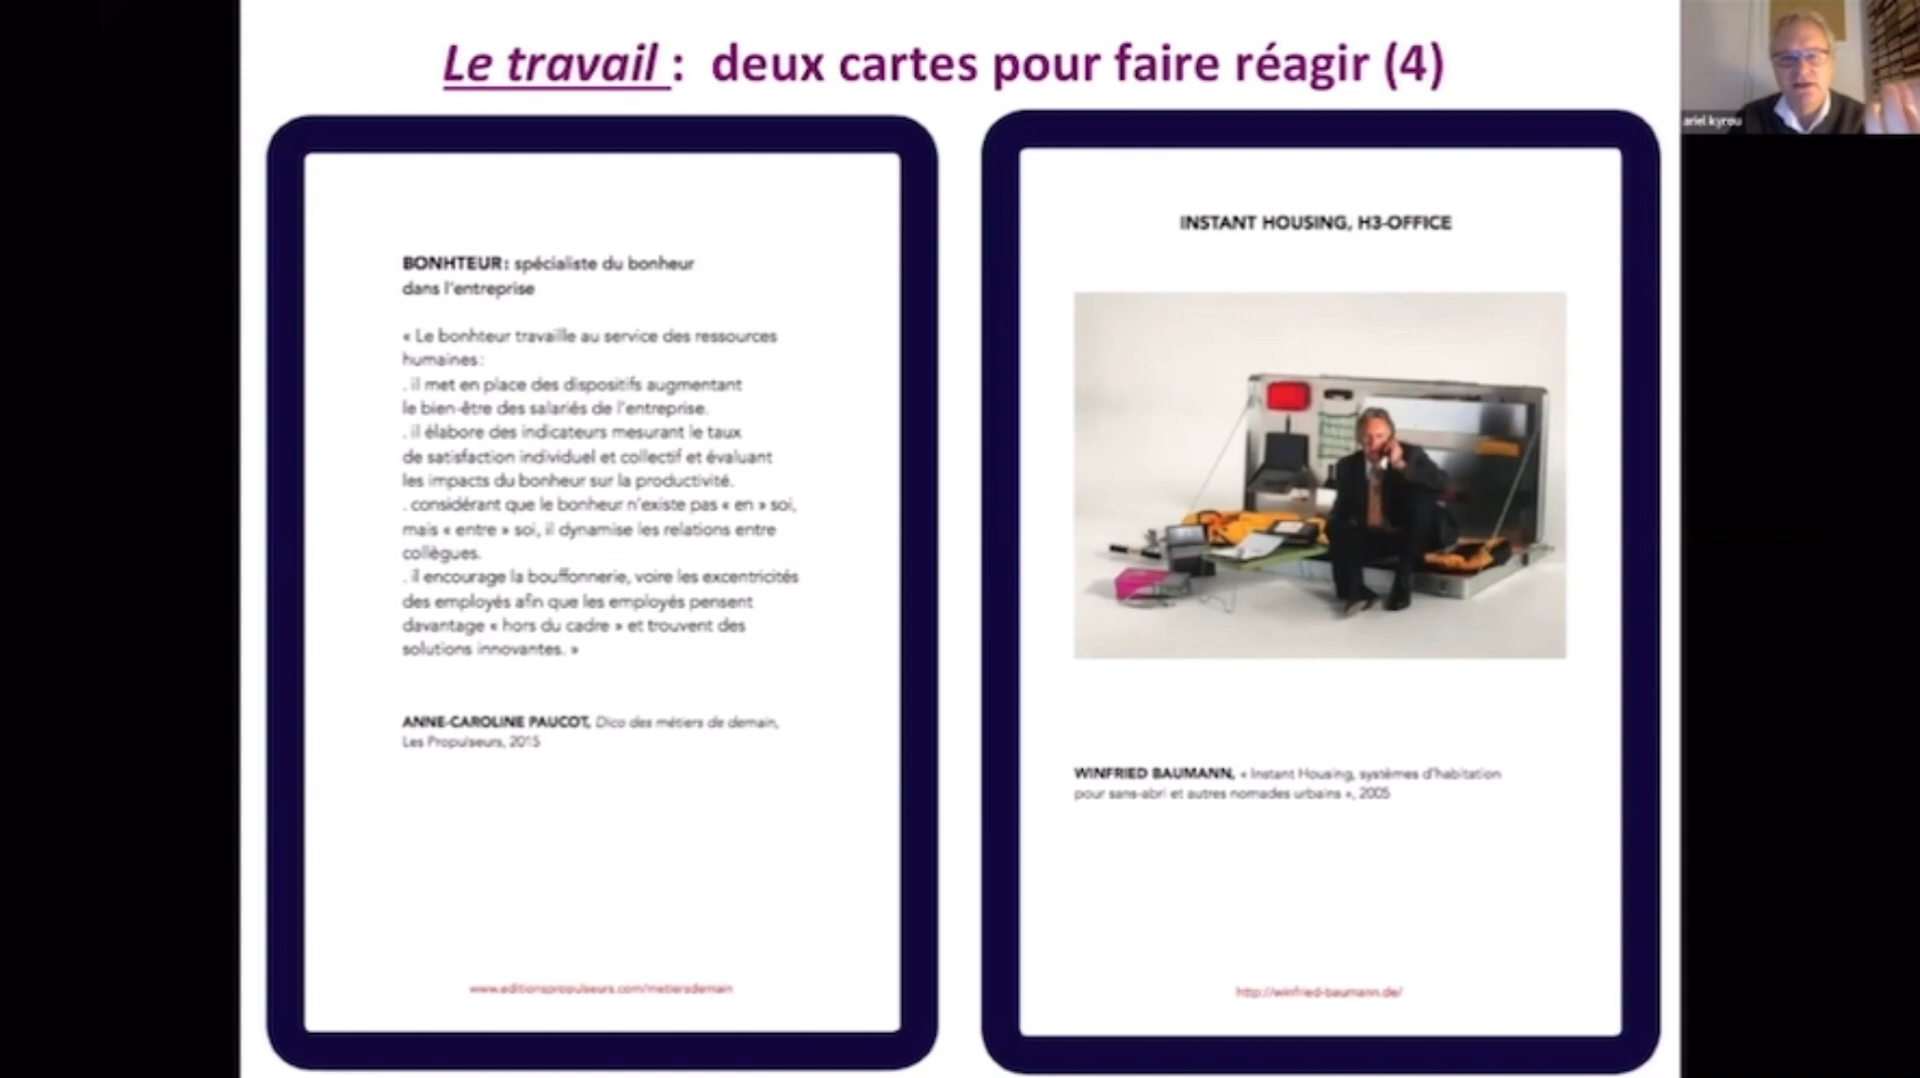 Le travail : deux cartes pour faire réagir (4)
ariel kyrou
BONHTEUR : spécialiste du bonheur
dans l'entreprise
« Le bonhteur travaille au service des ressources
humaines :
. il met en place des dispositifs augmentant
le bien-être des salariés de l'entreprise.
. il élabore des indicateurs mesurant le taux
de satisfaction individuel et collectif et évaluant
les impacts du bonheur sur la productivité.
. considérant que le bonheur n'existe pas « en » soi,
mais « entre » soi, il dynamise les relations entre
collègues.
. il encourage la bouffonnerie, voire les excentricités
des employés afin que les employés pensent
davantage « hors du cadre » et trouvent des
solutions innovantes. »
ANNE-CAROLINE PAUCOT, Dico des métiers de demain,
Les Propulseurs, 2015
www.editionspropulseurs.com/metiersdemain
INSTANT HOUSING, H3-OFFICE
WINFRIED BAUMANN, « Instant Housing, systèmes d'habitation
pour sans-abri et autres nomades urbains », 2005
http://winfried-baumann.de/